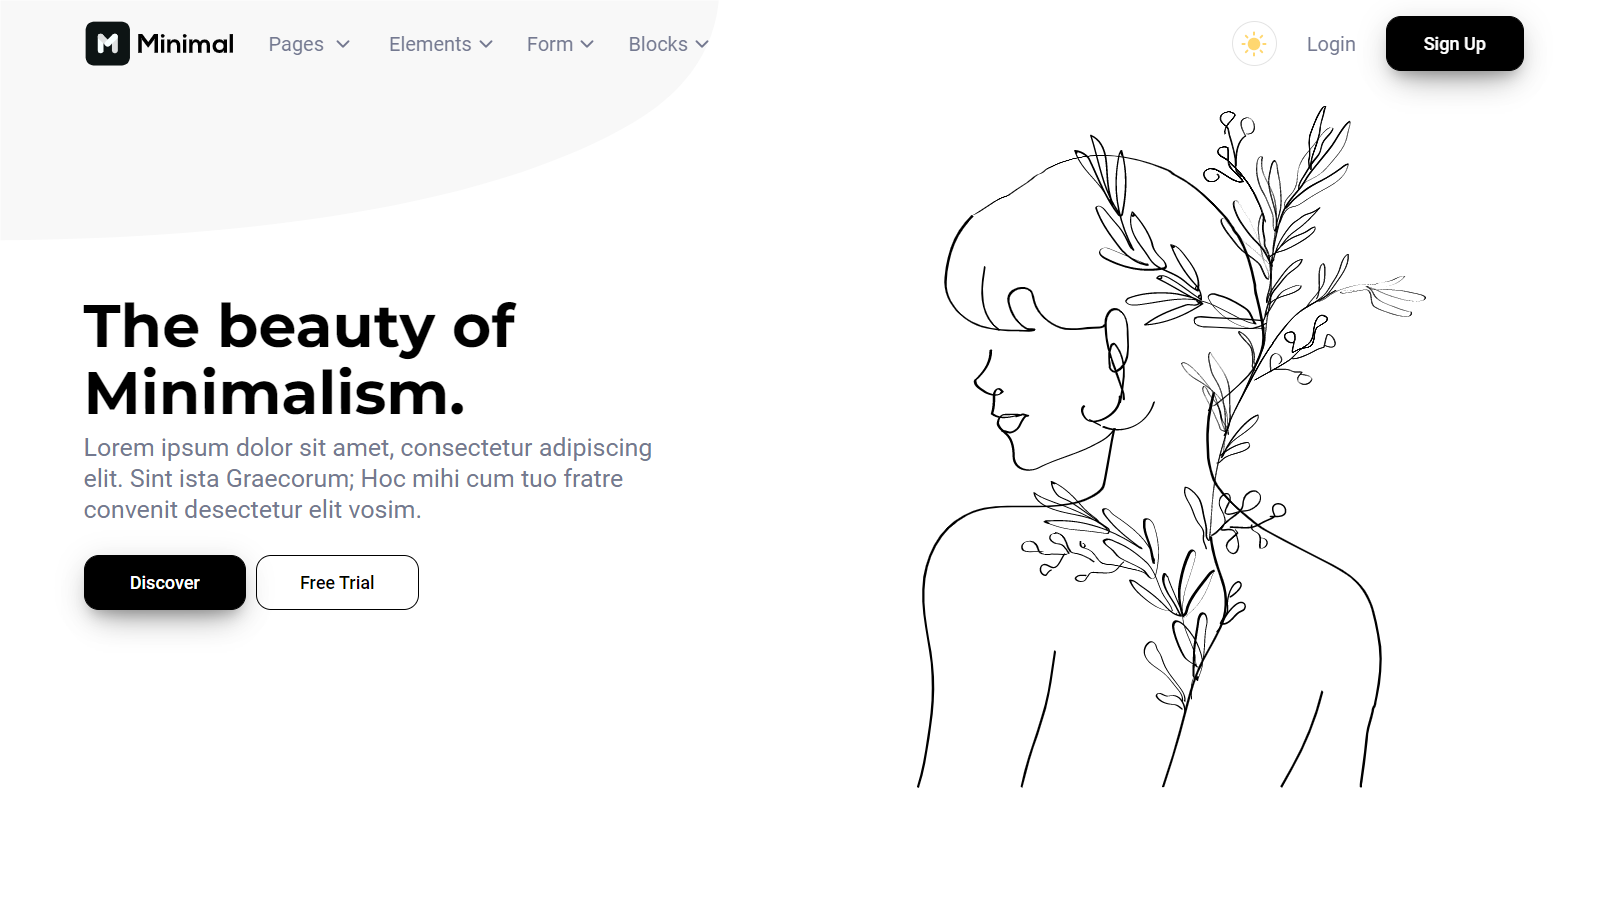 M Minimal Pages Elements Form Blocks Login Sign Up
The beauty of
Minimalism.
Lorem ipsum dolor sit amet, consectetur adipiscing
elit. Sint ista Graecorum; Hoc mihi cum tuo fratre
convenit desectetur elit vosim.
Discover Free Trial